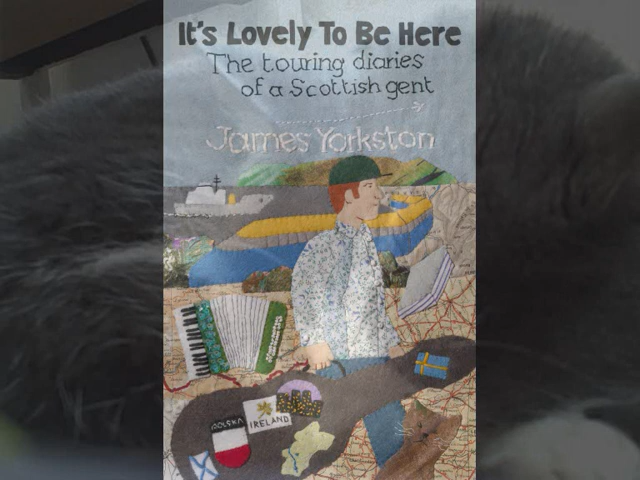 It's Lovely To Be Here
The touring diaries
of a Scottish gent
James Yorkston
POLSKA
IRELAND